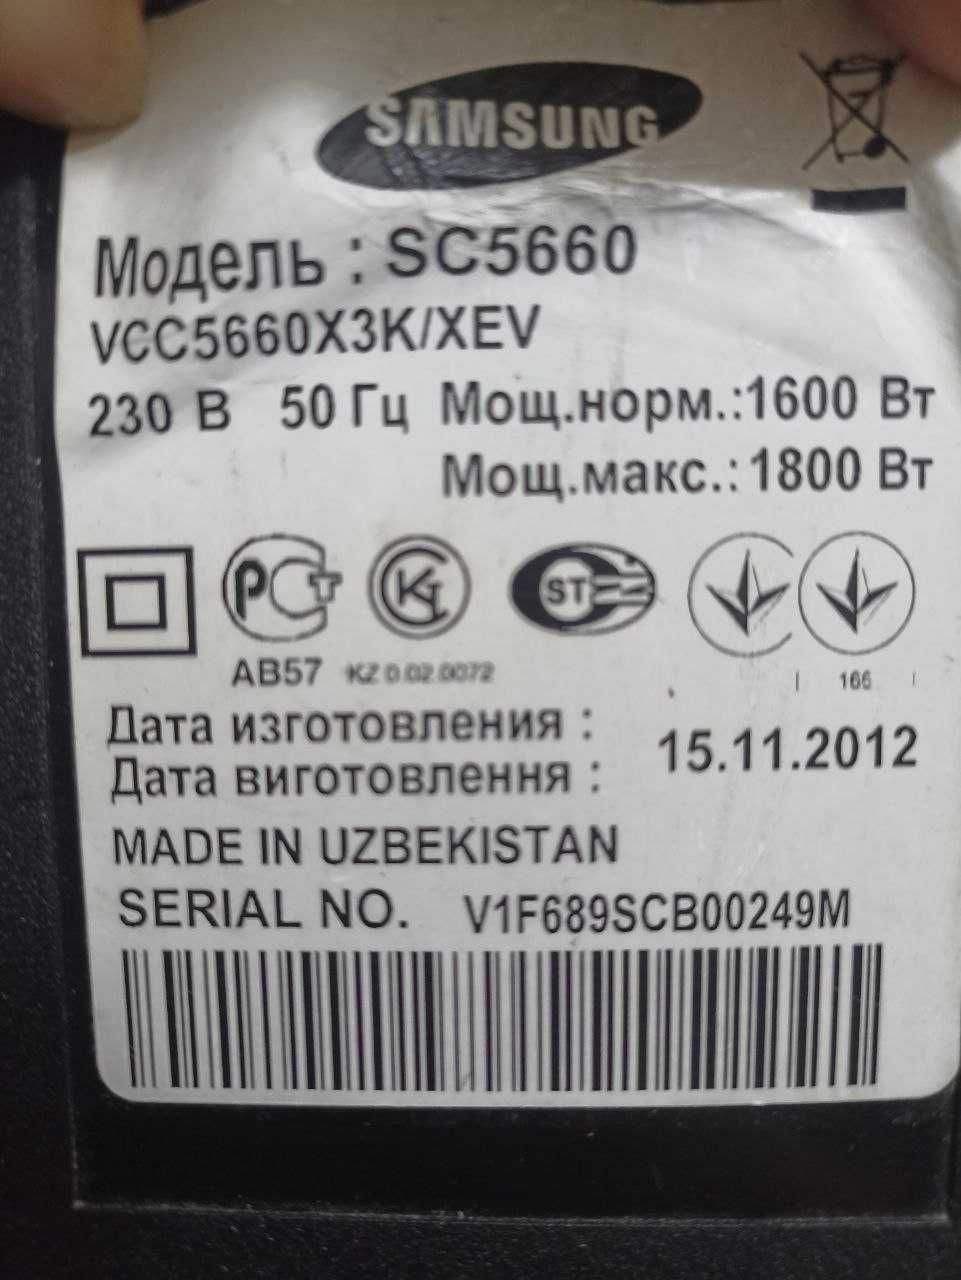 SAMSUNG
Модель : SC5660
VCC5660X3K/XEV
230 В 50 Гц Мощ.норм.:1600 Вт
Мощ.макс.:1800 Вт
РСТ К ST
АВ57 KZ 0.02.0072 166
Дата изготовления :
Дата виготовлення : 15.11.2012
MADE IN UZBEKISTAN
SERIAL NO. V1F689SCB00249M